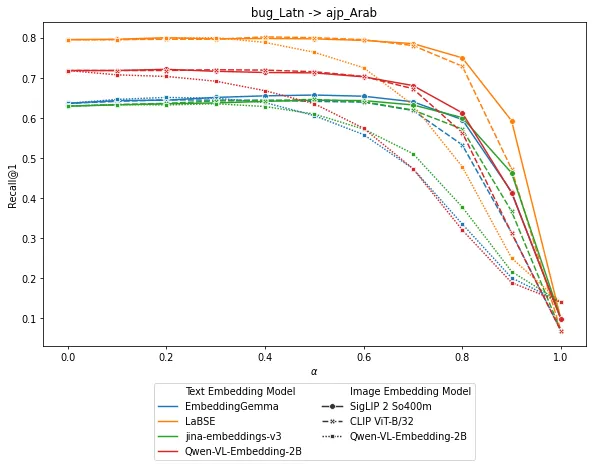 bug_Latn -> ajp_Arab
Recall@1
0.8
0.7
0.6
0.5
0.4
0.3
0.2
0.1
0.0 0.2 0.4 0.6 0.8 1.0
α
Text Embedding Model
EmbeddingGemma
LaBSE
jina-embeddings-v3
Qwen-VL-Embedding-2B
Image Embedding Model
SigLIP 2 So400m
CLIP ViT-B/32
Qwen-VL-Embedding-2B